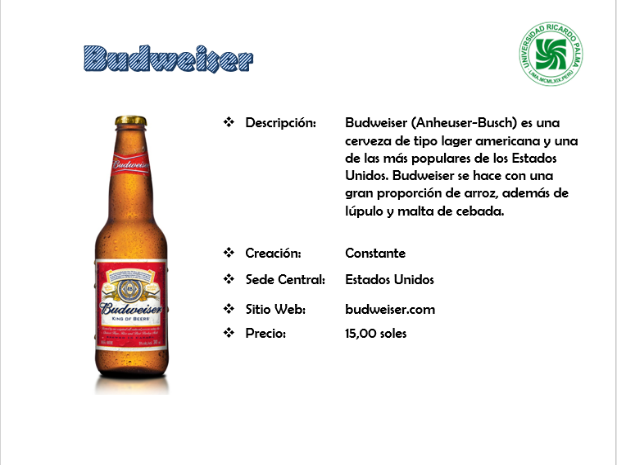 Budweiser
UNIVERSIDAD RICARDO PALMA
LIMA PERU
Budweiser
Budweiser
KING OF BEERS
❖ Descripción: Budweiser (Anheuser-Busch) es una
cerveza de tipo lager americana y una
de las más populares de los Estados
Unidos. Budweiser se hace con una
gran proporción de arroz, además de
lúpulo y malta de cebada.
❖ Creación: Constante
❖ Sede Central: Estados Unidos
❖ Sitio Web: budweiser.com
❖ Precio: 15,00 soles